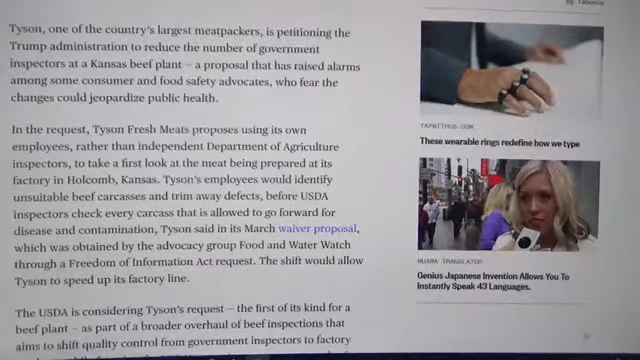 by Taboola
Tyson, one of the country's largest meatpackers, is petitioning the
Trump administration to reduce the number of government
inspectors at a Kansas beef plant — a proposal that has raised alarms
among some consumer and food safety advocates, who fear the
changes could jeopardize public health.
In the request, Tyson Fresh Meats proposes using its own
employees, rather than independent Department of Agriculture
inspectors, to take a first look at the meat being prepared at its
factory in Holcomb, Kansas. Tyson's employees would identify
unsuitable beef carcasses and trim away defects, before USDA
inspectors check every carcass that is allowed to go forward for
disease and contamination, Tyson said in its March waiver proposal,
which was obtained by the advocacy group Food and Water Watch
through a Freedom of Information Act request. The shift would allow
Tyson to speed up its factory line.
The USDA is considering Tyson's request — the first of its kind for a
beef plant — as part of a broader overhaul of beef inspections that
aims to shift quality control from government inspectors to factory
TAPWITHUS.COM
These wearable rings redefine how we type
MUAMA TRANSLATOR
Genius Japanese Invention Allows You To
Instantly Speak 43 Languages.